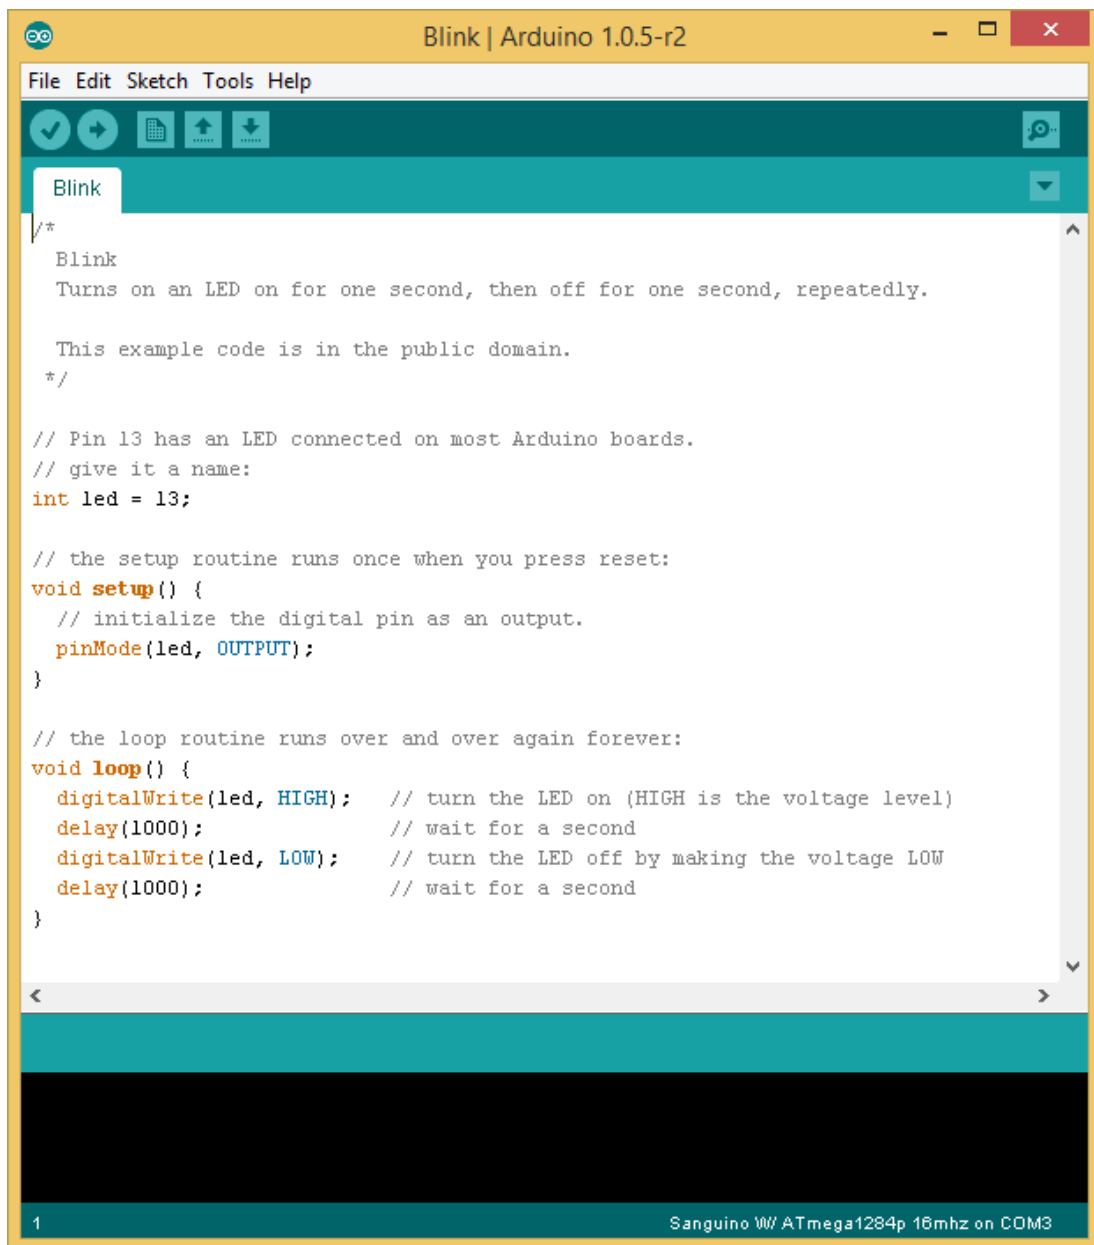 Blink | Arduino 1.0.5-r2
File Edit Sketch Tools Help
Blink
/*
  Blink
  Turns on an LED on for one second, then off for one second, repeatedly.

  This example code is in the public domain.
 */

// Pin 13 has an LED connected on most Arduino boards.
// give it a name:
int led = 13;

// the setup routine runs once when you press reset:
void setup() {
  // initialize the digital pin as an output.
  pinMode(led, OUTPUT);
}

// the loop routine runs over and over again forever:
void loop() {
  digitalWrite(led, HIGH);   // turn the LED on (HIGH is the voltage level)
  delay(1000);               // wait for a second
  digitalWrite(led, LOW);    // turn the LED off by making the voltage LOW
  delay(1000);               // wait for a second
}
1 Sanguino W/ ATmega1284p 16mhz on COM3